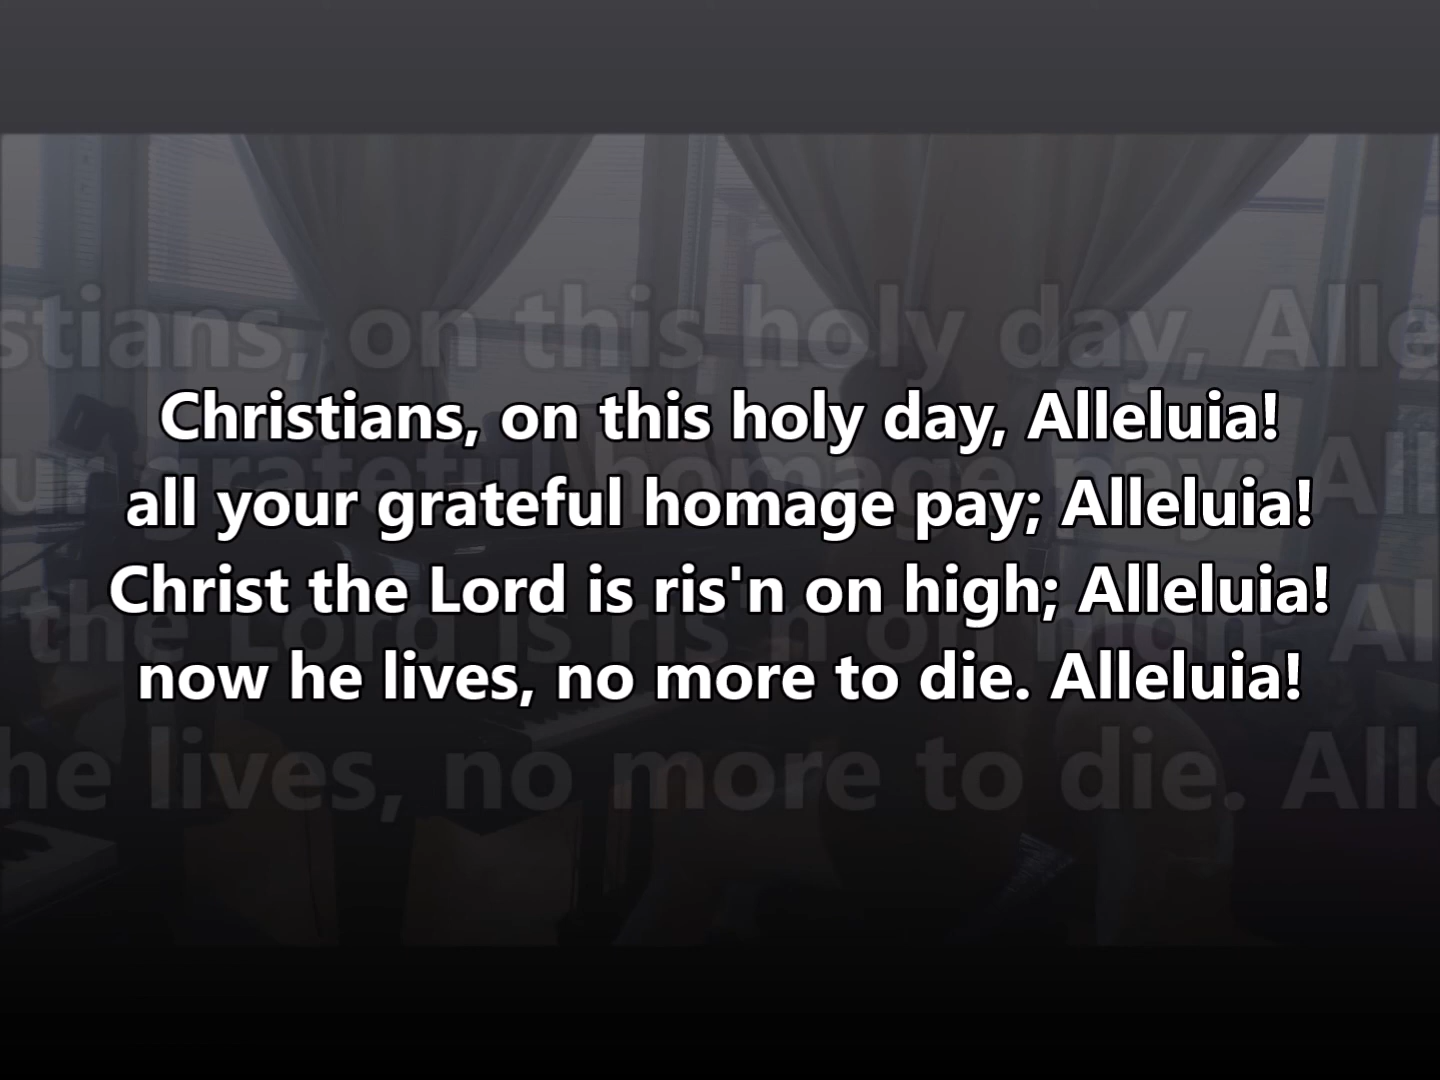 Christians, on this holy day, Alleluia!
all your grateful homage pay; Alleluia!
Christ the Lord is ris'n on high; Alleluia!
now he lives, no more to die. Alleluia!